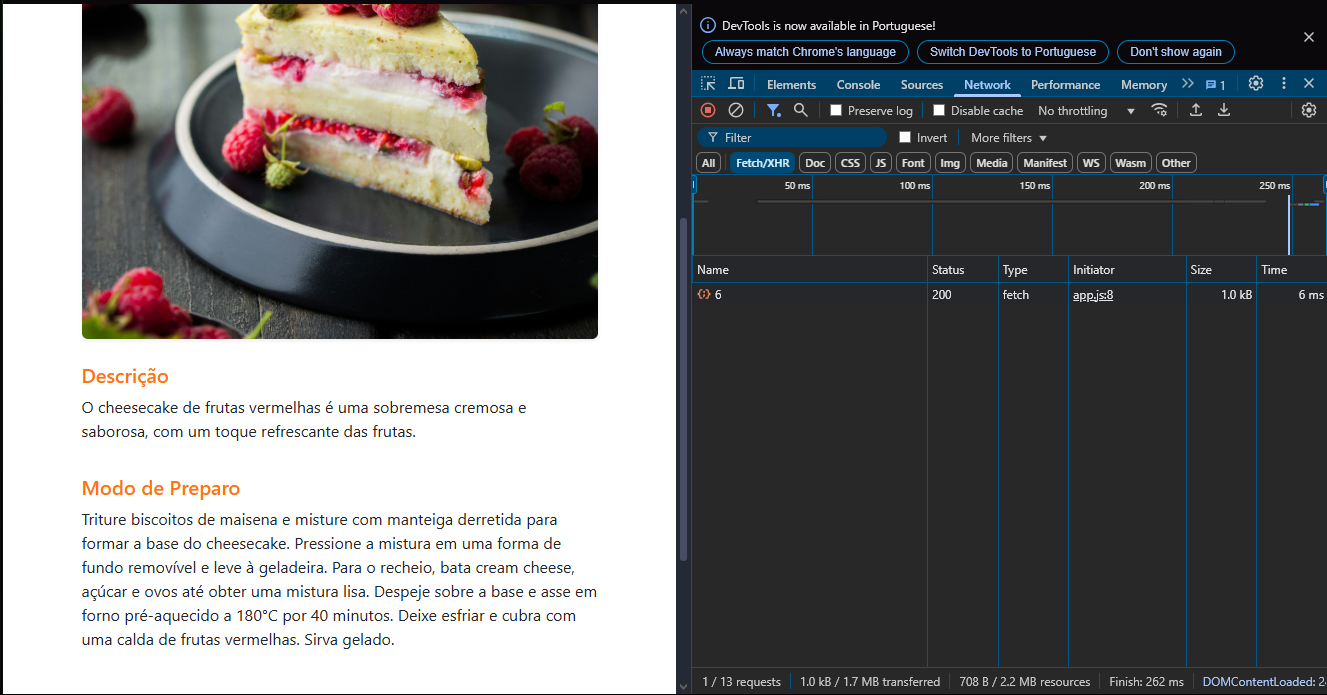 DevTools is now available in Portuguese!
Always match Chrome's language Switch DevTools to Portuguese Don't show again
Elements Console Sources Network Performance Memory 1
Preserve log Disable cache No throttling
Filter Invert More filters
All Fetch/XHR Doc CSS JS Font Img Media Manifest WS Wasm Other
50 ms 100 ms 150 ms 200 ms 250 ms
Name Status Type Initiator Size Time
6 200 fetch app.js:8 1.0 kB 6 ms
1 / 13 requests 1.0 kB / 1.7 MB transferred 708 B / 2.2 MB resources Finish: 262 ms DOMContentLoaded: 2
Descrição
O cheesecake de frutas vermelhas é uma sobremesa cremosa e
saborosa, com um toque refrescante das frutas.
Modo de Preparo
Triture biscoitos de maisena e misture com manteiga derretida para
formar a base do cheesecake. Pressione a mistura em uma forma de
fundo removível e leve à geladeira. Para o recheio, bata cream cheese,
açúcar e ovos até obter uma mistura lisa. Despeje sobre a base e asse em
forno pré-aquecido a 180°C por 40 minutos. Deixe esfriar e cubra com
uma calda de frutas vermelhas. Sirva gelado.